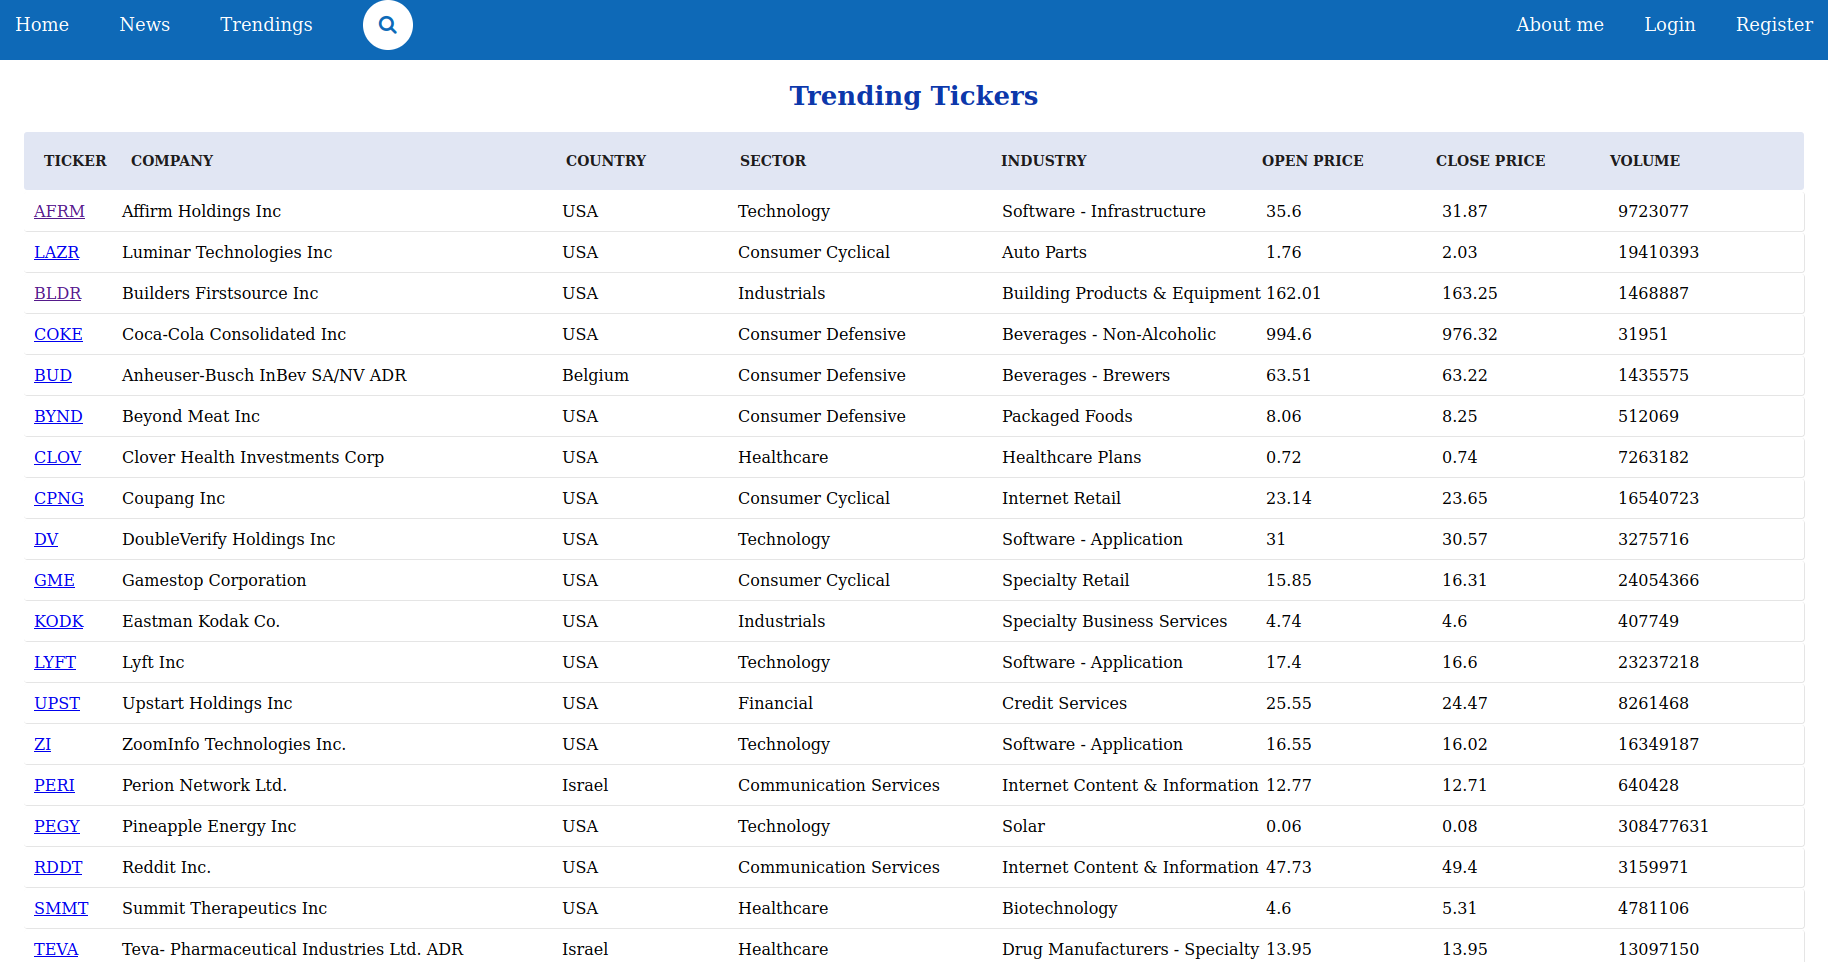 Home News Trendings About me Login Register
Trending Tickers
TICKER COMPANY COUNTRY SECTOR INDUSTRY OPEN PRICE CLOSE PRICE VOLUME
AFRM Affirm Holdings Inc USA Technology Software - Infrastructure 35.6 31.87 9723077
LAZR Luminar Technologies Inc USA Consumer Cyclical Auto Parts 1.76 2.03 19410393
BLDR Builders Firstsource Inc USA Industrials Building Products & Equipment 162.01 163.25 1468887
COKE Coca-Cola Consolidated Inc USA Consumer Defensive Beverages - Non-Alcoholic 994.6 976.32 31951
BUD Anheuser-Busch InBev SA/NV ADR Belgium Consumer Defensive Beverages - Brewers 63.51 63.22 1435575
BYND Beyond Meat Inc USA Consumer Defensive Packaged Foods 8.06 8.25 512069
CLOV Clover Health Investments Corp USA Healthcare Healthcare Plans 0.72 0.74 7263182
CPNG Coupang Inc USA Consumer Cyclical Internet Retail 23.14 23.65 16540723
DV DoubleVerify Holdings Inc USA Technology Software - Application 31 30.57 3275716
GME Gamestop Corporation USA Consumer Cyclical Specialty Retail 15.85 16.31 24054366
KODK Eastman Kodak Co. USA Industrials Specialty Business Services 4.74 4.6 407749
LYFT Lyft Inc USA Technology Software - Application 17.4 16.6 23237218
UPST Upstart Holdings Inc USA Financial Credit Services 25.55 24.47 8261468
ZI ZoomInfo Technologies Inc. USA Technology Software - Application 16.55 16.02 16349187
PERI Perion Network Ltd. Israel Communication Services Internet Content & Information 12.77 12.71 640428
PEGY Pineapple Energy Inc USA Technology Solar 0.06 0.08 308477631
RDDT Reddit Inc. USA Communication Services Internet Content & Information 47.73 49.4 3159971
SMMT Summit Therapeutics Inc USA Healthcare Biotechnology 4.6 5.31 4781106
TEVA Teva- Pharmaceutical Industries Ltd. ADR Israel Healthcare Drug Manufacturers - Specialty 13.95 13.95 13097150